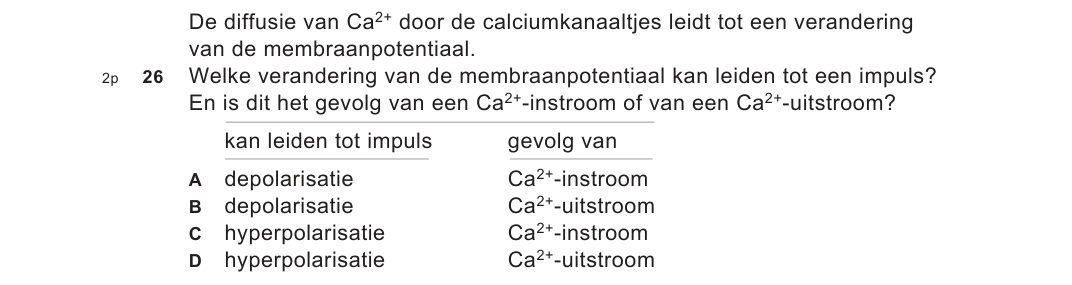 De diffusie van Ca²⁺ door de calciumkanaaltjes leidt tot een verandering
van de membraanpotentiaal.
2p 26 Welke verandering van de membraanpotentiaal kan leiden tot een impuls?
En is dit het gevolg van een Ca²⁺-instroom of van een Ca²⁺-uitstroom?
kan leiden tot impuls gevolg van
A depolarisatie Ca²⁺-instroom
B depolarisatie Ca²⁺-uitstroom
C hyperpolarisatie Ca²⁺-instroom
D hyperpolarisatie Ca²⁺-uitstroom